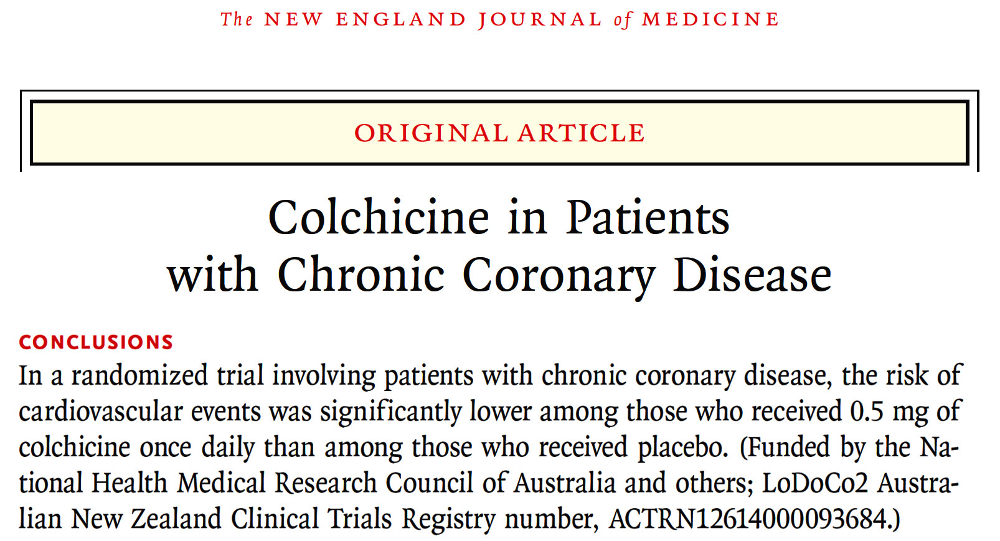 The NEW ENGLAND JOURNAL of MEDICINE
ORIGINAL ARTICLE
Colchicine in Patients
with Chronic Coronary Disease
CONCLUSIONS
In a randomized trial involving patients with chronic coronary disease, the risk of
cardiovascular events was significantly lower among those who received 0.5 mg of
colchicine once daily than among those who received placebo. (Funded by the Na-
tional Health Medical Research Council of Australia and others; LoDoCo2 Austra-
lian New Zealand Clinical Trials Registry number, ACTRN12614000093684.)